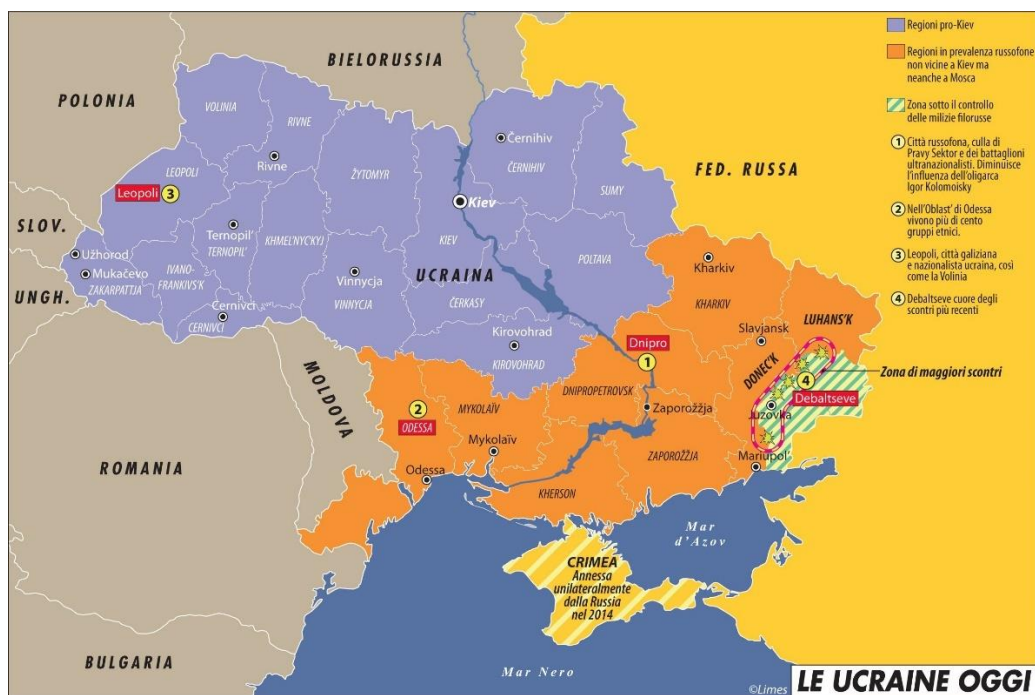 Regioni pro-Kiev
Regioni in prevalenza russofone
non vicine a Kiev ma
neanche a Mosca
Zona sotto il controllo
delle milizie filorusse
1 Città russofona, culla di
Pravy Sektor e dei battaglioni
ultranazionalisti. Diminuisce
l'influenza dell'oligarca
Igor Kolomoisky
2 Nell'Oblast' di Odessa
vivono più di cento
gruppi etnici.
3 Leopoli, città galiziana
e nazionalista ucraina, così
come la Volinia
4 Debaltseve cuore degli
scontri più recenti
BIELORUSSIA
POLONIA
VOLINIA
RIVNE
Rivne
Černihiv
ČERNIHIV
LEOPOLI
Leopoli 3
ŽYTOMYR
SUMY
FED. RUSSA
Kiev
SLOV.
Ternopil'
TERNOPIL'
KHMEL'NYC'KYJ
KIEV
Užhorod
Mukačevo
ZAKARPATTJA
IVANO-
FRANKIVS'K
UCRAINA
POLTAVA
Kharkiv
KHARKIV
UNGH.
Vinnycja
VINNYCJA
ČERKASY
Černivci
ČERNIVCI
Kirovohrad
KIROVOHRAD
Slavjansk
LUHANS'K
Dnipro
1
DONEC'K
Zona di maggiori scontri
4
Debaltseve
Juzovka
MOLDOVA
DNIPROPETROVSK
Zaporožžja
2
ODESSA
MYKOLAÏV
Mykolaïv
ZAPOROŽŽJA
Mariupol'
ROMANIA
Odessa
KHERSON
Mar
d'Azov
CRIMEA
Annessa
unilateralmente
dalla Russia
nel 2014
BULGARIA
Mar Nero
©Limes
LE UCRAINE OGGI